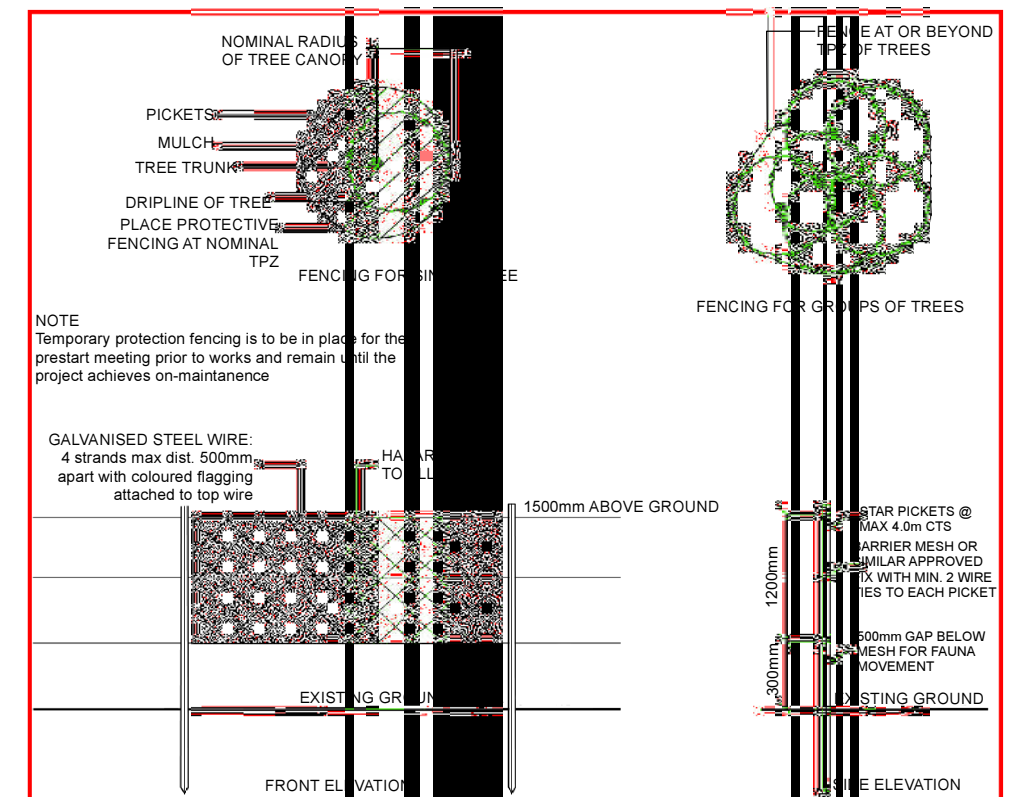 NOMINAL RADIUS
OF TREE CANOPY
PICKETS
MULCH
TREE TRUNK
DRIPLINE OF TREE
PLACE PROTECTIVE
FENCING AT NOMINAL
TPZ
FENCING FOR
FENCE AT OR BEYOND
TPZ OF TREES
FENCING FOR GROUPS OF TREES
NOTE
Temporary protection fencing is to be in place for the
prestart meeting prior to works and remain until the
project achieves on-maintanence
GALVANISED STEEL WIRE:
4 strands max dist. 500mm
apart with coloured flagging
attached to top wire
TO
1500mm ABOVE GROUND
EXISTING GROUND
FRONT ELEVATION
STAR PICKETS @
MAX 4.0m CTS
BARRIER MESH OR
SIMILAR APPROVED
FIX WITH MIN. 2 WIRE
TIES TO EACH PICKET
1200mm
500mm GAP BELOW
MESH FOR FAUNA
MOVEMENT
300mm
EXISTING GROUND
SIDE ELEVATION